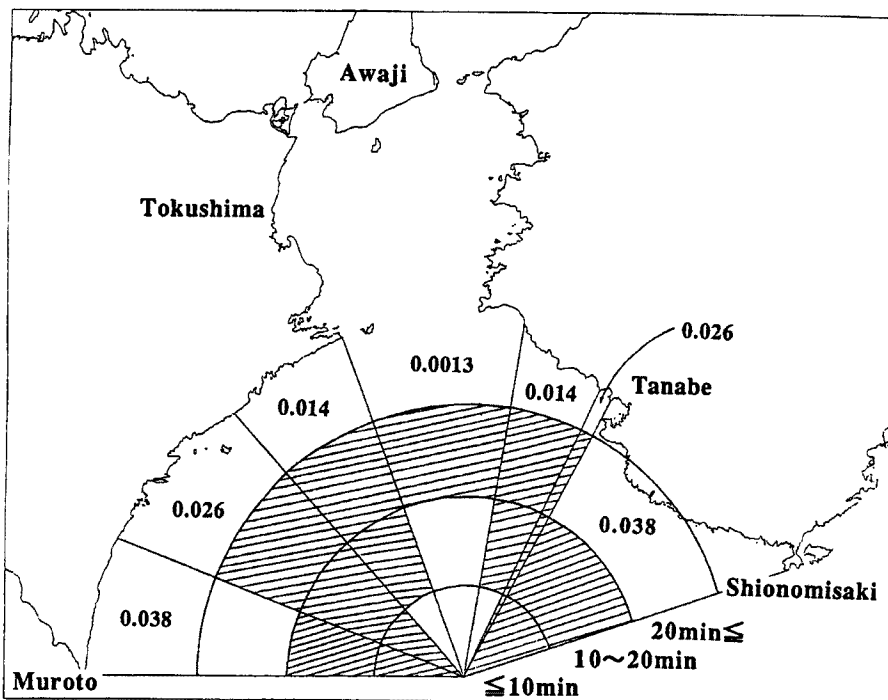 Awaji
Tokushima
0.026
0.0013
Tanabe
0.014
0.014
0.026
0.038
0.038
Shionomisaki
20min≦
10～20min
≦10min
Muroto